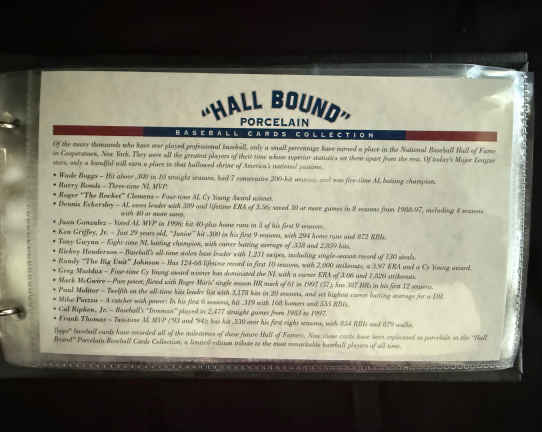 "HALL BOUND"
PORCELAIN
BASEBALL CARDS COLLECTION
Of the many thousands who have ever played professional baseball, only a small percentage have earned a place in the National Baseball Hall of Fame
in Cooperstown, New York. They were all the greatest players of their time whose superior statistics set them apart from the rest. Of today's Major League
stars, only a handful will earn a place in that hallowed shrine of America's national pastime.
• Wade Boggs – Hit above .300 in 10 straight seasons, had 7 consecutive 200-hit seasons, and was five-time AL batting champion.
• Barry Bonds – Three-time NL MVP.
• Roger "The Rocket" Clemens – Four-time AL Cy Young Award winner.
• Dennis Eckersley – All-time saves leader with 389 and lifetime ERA of 3.56; saved 30 or more games in 8 seasons from 1988-97, including 4 seasons
with 40 or more saves.
• Juan Gonzalez – Voted AL MVP in 1996; hit 40-plus home runs in 5 of his first 9 seasons.
• Ken Griffey, Jr. – Just 29 years old, "Junior" hit .300 in his first 9 seasons, with 294 home runs and 872 RBIs.
• Tony Gwynn – Eight-time NL batting champion, with career batting average of .338 and 2,809 hits.
• Rickey Henderson – Baseball's all-time stolen base leader with 1,231 swipes, including single-season record of 130 steals.
• Randy "The Big Unit" Johnson – Has 124-68 lifetime record in first 10 seasons, with 2,000 strikeouts, a 3.37 ERA and a Cy Young award.
• Greg Maddux – Four-time Cy Young award winner has dominated the NL with a career ERA of 3.06 and 1,820 strikeouts.
• Mark McGwire – Pure power, flirted with Roger Maris' single season HR mark of 61 in 1997 (57); has 387 HRs in his first 12 seasons.
• Paul Molitor – Twelfth on the all-time hits leader list with 3,178 hits in 20 seasons, and set highest career batting average for a DH.
• Mike Piazza – A catcher with power: In his first 6 seasons, hit .319 with 168 homers and 533 RBIs.
• Cal Ripken, Jr. – Baseball's "Ironman" played in 2,477 straight games from 1983 to 1997.
• Frank Thomas – Two-time AL MVP ('93 and '94); has hit .330 over his first eight seasons, with 854 RBIs and 879 walks.
Topps® baseball cards have recorded all of the milestones of these future Hall of Famers. Now these cards have been replicated in porcelain in the "Hall
Bound" Porcelain Baseball Cards Collection, a limited-edition tribute to the most remarkable baseball players of all time.